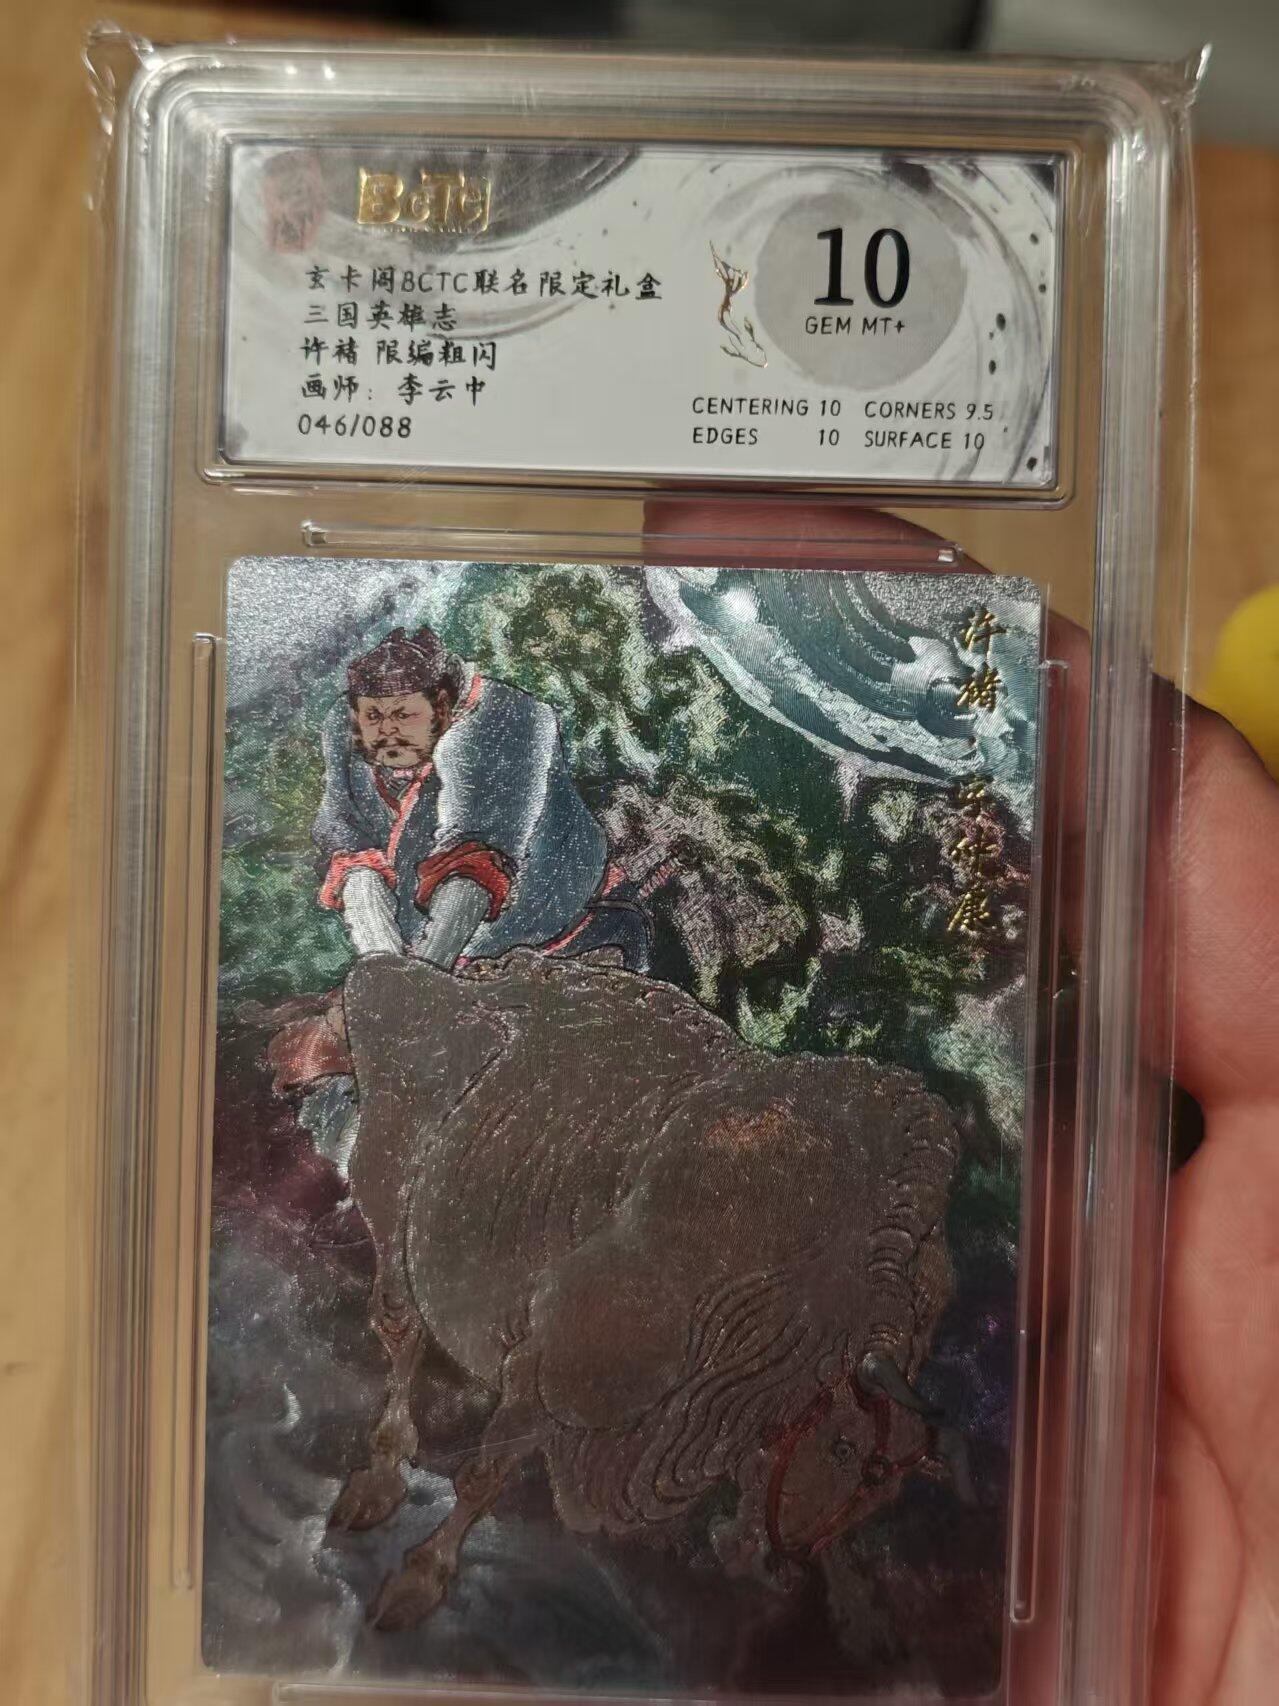 BCTC
玄卡阁BCTC联名限定礼盒
三国英雄志
许褚 限编粗闪
画师：李云中
046/088
10
GEM MT+
CENTERING 10 CORNERS 9.5
EDGES 10 SURFACE 10
许褚
仲康